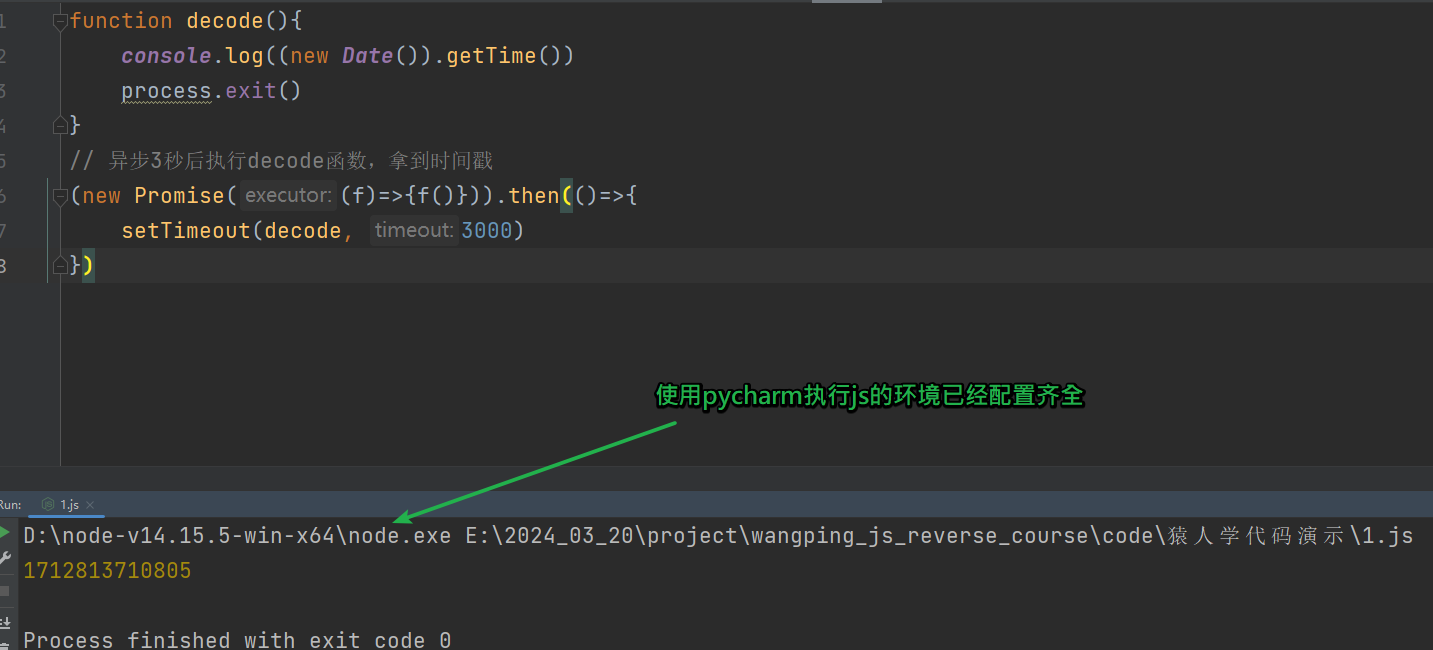 1 function decode(){
2 console.log((new Date()).getTime())
3 process.exit()
4 }
5 // 异步3秒后执行decode函数，拿到时间戳
6 (new Promise( executor: (f)=>{f()})).then(()=>{
7 setTimeout(decode, timeout: 3000)
8 })
使用pycharm执行js的环境已经配置齐全
Run: 1.js
D:\node-v14.15.5-win-x64\node.exe E:\2024_03_20\project\wangping_js_reverse_course\code\猿人学代码演示\1.js
1712813710805
Process finished with exit code 0